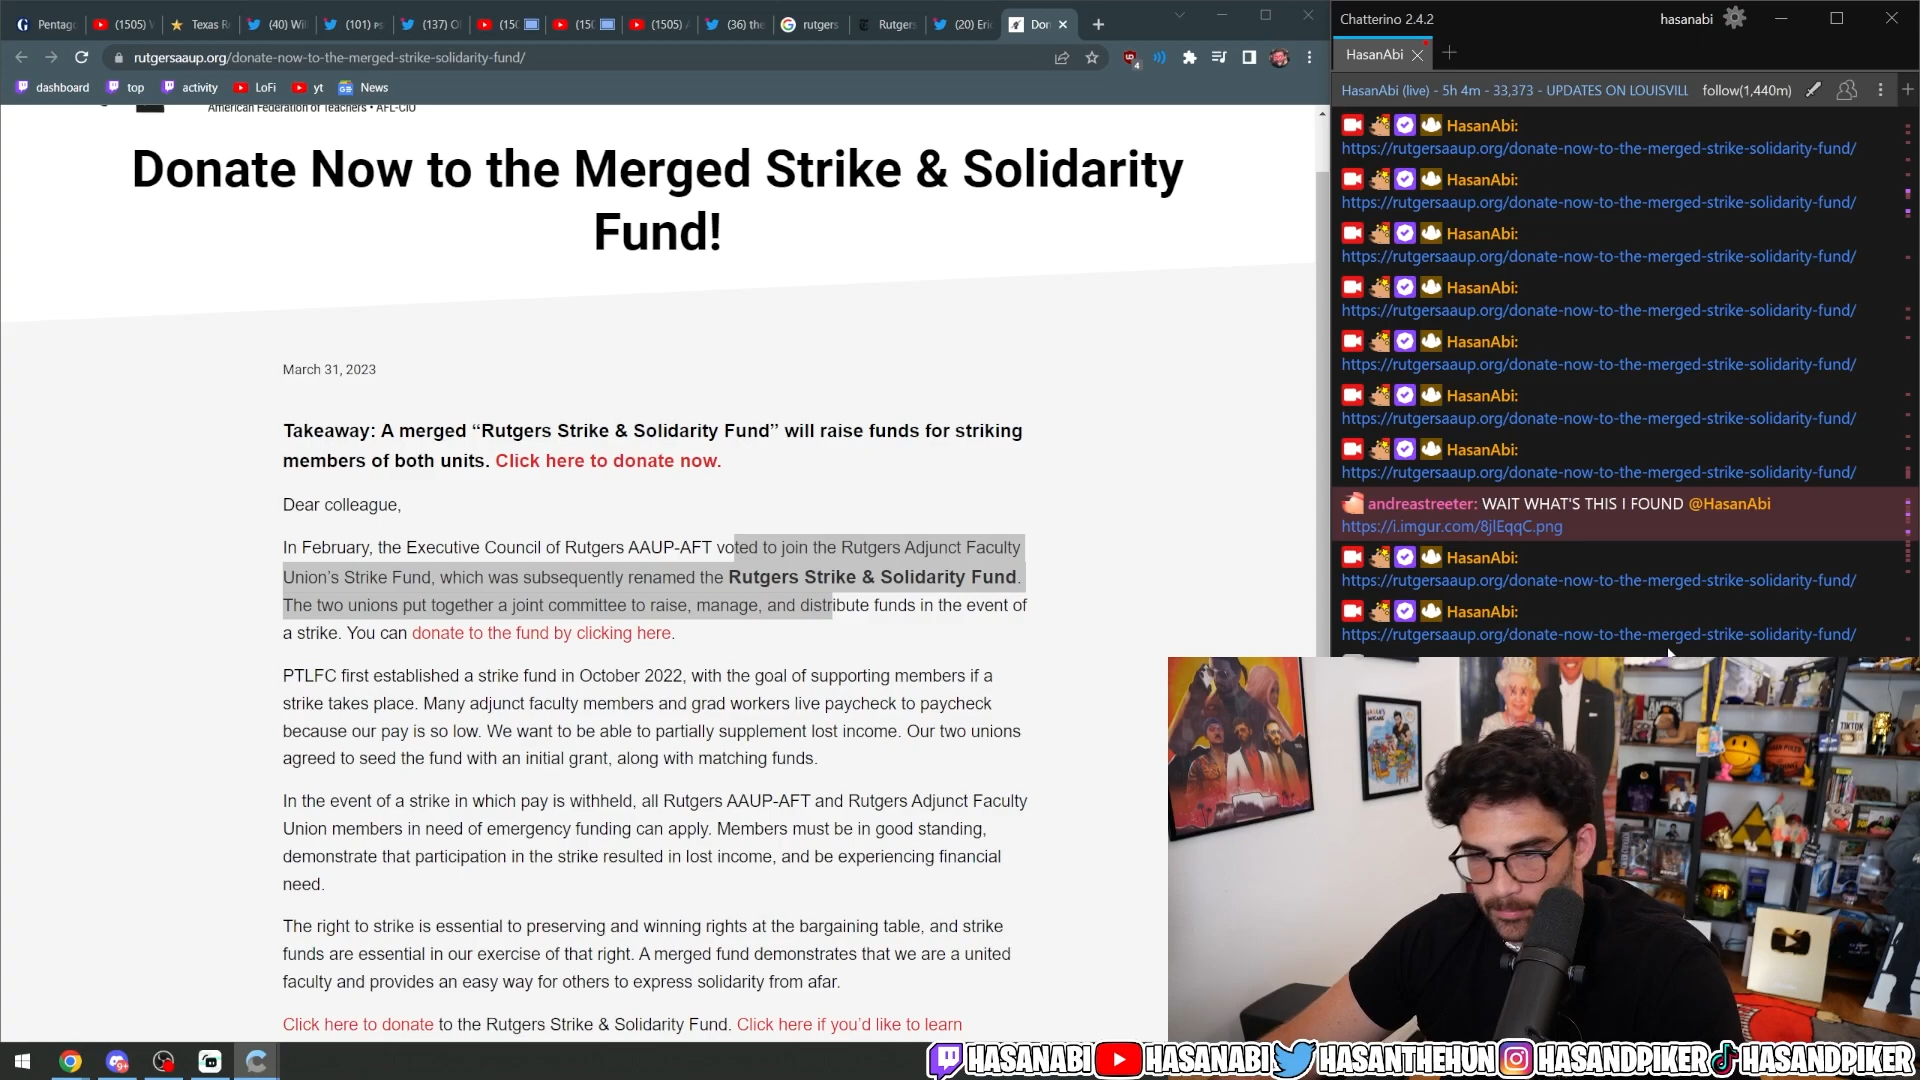 Pentag
(1505) 
Texas R
(40) Wil
(101) PS
(137) O
(150
(150
(1505) 
(36) the
rutgers
Rutger
(20) Eri
Don
rutgersaaup.org/donate-now-to-the-merged-strike-solidarity-fund/
4
dashboard
top
activity
LoFi
yt
News
American Federation of Teachers • AFL-CIO
Donate Now to the Merged Strike & Solidarity
Fund!
March 31, 2023
Takeaway: A merged “Rutgers Strike & Solidarity Fund” will raise funds for striking
members of both units. Click here to donate now.
Dear colleague,
In February, the Executive Council of Rutgers AAUP-AFT voted to join the Rutgers Adjunct Faculty
Union’s Strike Fund, which was subsequently renamed the Rutgers Strike & Solidarity Fund.
The two unions put together a joint committee to raise, manage, and distribute funds in the event of
a strike. You can donate to the fund by clicking here.
PTLFC first established a strike fund in October 2022, with the goal of supporting members if a
strike takes place. Many adjunct faculty members and grad workers live paycheck to paycheck
because our pay is so low. We want to be able to partially supplement lost income. Our two unions
agreed to seed the fund with an initial grant, along with matching funds.
In the event of a strike in which pay is withheld, all Rutgers AAUP-AFT and Rutgers Adjunct Faculty
Union members in need of emergency funding can apply. Members must be in good standing,
demonstrate that participation in the strike resulted in lost income, and be experiencing financial
need.
The right to strike is essential to preserving and winning rights at the bargaining table, and strike
funds are essential in our exercise of that right. A merged fund demonstrates that we are a united
faculty and provides an easy way for others to express solidarity from afar.
Click here to donate to the Rutgers Strike & Solidarity Fund. Click here if you’d like to learn
Chatterino 2.4.2
hasanabi
HasanAbi
HasanAbi (live) - 5h 4m - 33,373 - UPDATES ON LOUISVILL
follow(1,440m)
HasanAbi:
https://rutgersaaup.org/donate-now-to-the-merged-strike-solidarity-fund/
HasanAbi:
https://rutgersaaup.org/donate-now-to-the-merged-strike-solidarity-fund/
HasanAbi:
https://rutgersaaup.org/donate-now-to-the-merged-strike-solidarity-fund/
HasanAbi:
https://rutgersaaup.org/donate-now-to-the-merged-strike-solidarity-fund/
HasanAbi:
https://rutgersaaup.org/donate-now-to-the-merged-strike-solidarity-fund/
HasanAbi:
https://rutgersaaup.org/donate-now-to-the-merged-strike-solidarity-fund/
HasanAbi:
https://rutgersaaup.org/donate-now-to-the-merged-strike-solidarity-fund/
andreastreeter: WAIT WHAT'S THIS I FOUND @HasanAbi
https://i.imgur.com/8jlEqqC.png
HasanAbi:
https://rutgersaaup.org/donate-now-to-the-merged-strike-solidarity-fund/
HasanAbi:
https://rutgersaaup.org/donate-now-to-the-merged-strike-solidarity-fund/
HASANABI HASANABI HASANTHEHUN HASANDPIKER HASANDPIKER